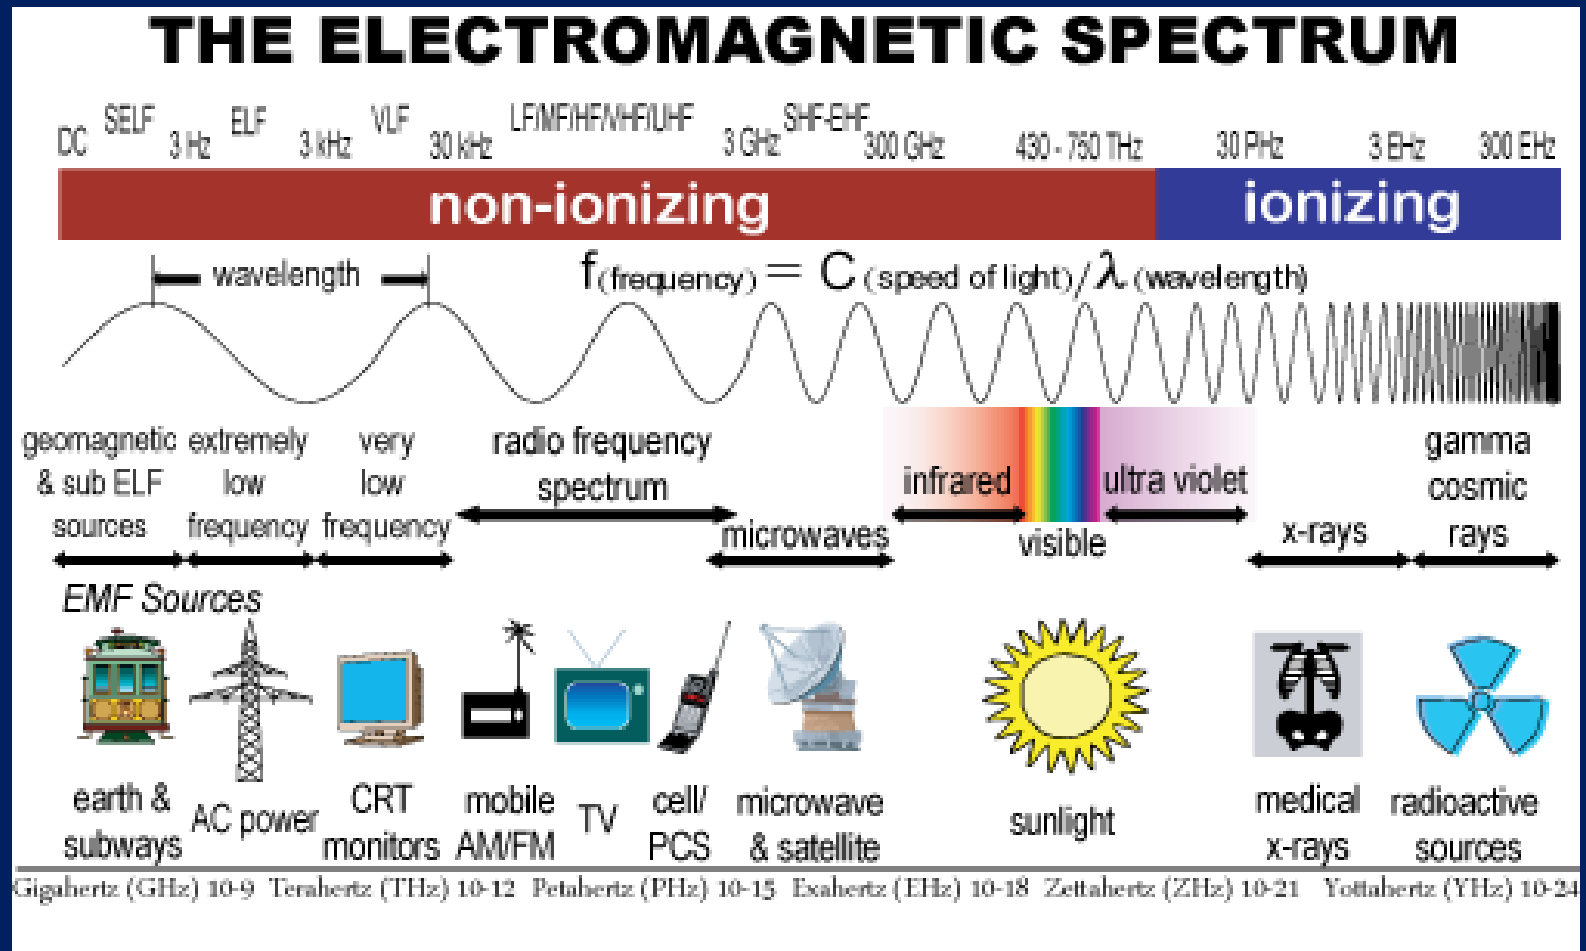 THE ELECTROMAGNETIC SPECTRUM
DC SELF 3 Hz ELF 3 kHz VLF 30 kHz LF/MF/HF/VHF/UHF 3 GHz SHF-EHF 300 GHz 430 - 750 THz 30 PHz 3 EHz 300 EHz
non-ionizing ionizing
wavelength
f (frequency) = C (speed of light) / λ (wavelength)
geomagnetic
& sub ELF
sources
extremely
low
frequency
very
low
frequency
radio frequency
spectrum
microwaves
infrared
visible
ultra violet
x-rays
gamma
cosmic
rays
EMF Sources
earth &
subways
AC power
CRT
monitors
mobile
AM/FM
TV
cell/
PCS
microwave
& satellite
sunlight
medical
x-rays
radioactive
sources
Gigahertz (GHz) 10-9 Terahertz (THz) 10-12 Petahertz (PHz) 10-15 Exahertz (EHz) 10-18 Zettahertz (ZHz) 10-21 Yottahertz (YHz) 10-24